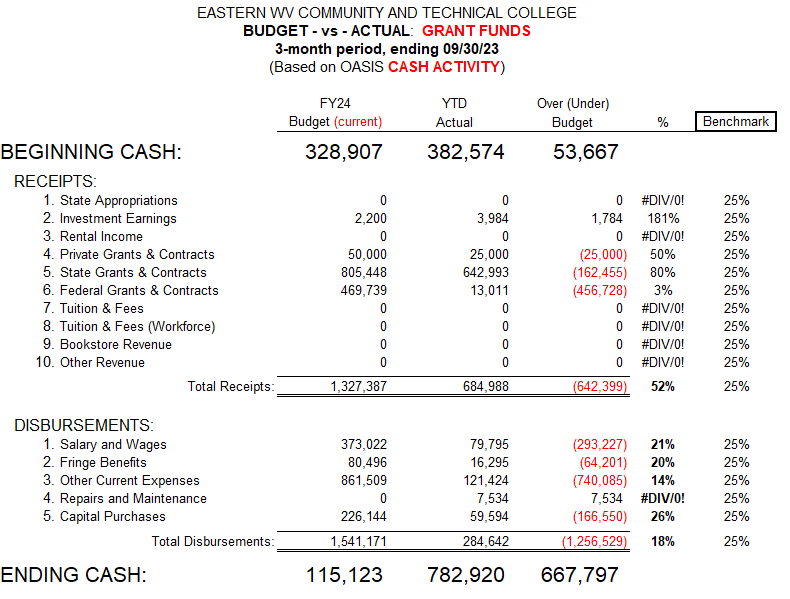 EASTERN WV COMMUNITY AND TECHNICAL COLLEGE
BUDGET - vs - ACTUAL: GRANT FUNDS
3-month period, ending 09/30/23
(Based on OASIS CASH ACTIVITY)
FY24 YTD Over (Under)
Budget (current) Actual Budget % Benchmark
BEGINNING CASH: 328,907 382,574 53,667
RECEIPTS:
1. State Appropriations 0 0 0 #DIV/0! 25%
2. Investment Earnings 2,200 3,984 1,784 181% 25%
3. Rental Income 0 0 0 #DIV/0! 25%
4. Private Grants & Contracts 50,000 25,000 (25,000) 50% 25%
5. State Grants & Contracts 805,448 642,993 (162,455) 80% 25%
6. Federal Grants & Contracts 469,739 13,011 (456,728) 3% 25%
7. Tuition & Fees 0 0 0 #DIV/0! 25%
8. Tuition & Fees (Workforce) 0 0 0 #DIV/0! 25%
9. Bookstore Revenue 0 0 0 #DIV/0! 25%
10. Other Revenue 0 0 0 #DIV/0! 25%
Total Receipts: 1,327,387 684,988 (642,399) 52% 25%
DISBURSEMENTS:
1. Salary and Wages 373,022 79,795 (293,227) 21% 25%
2. Fringe Benefits 80,496 16,295 (64,201) 20% 25%
3. Other Current Expenses 861,509 121,424 (740,085) 14% 25%
4. Repairs and Maintenance 0 7,534 7,534 #DIV/0! 25%
5. Capital Purchases 226,144 59,594 (166,550) 26% 25%
Total Disbursements: 1,541,171 284,642 (1,256,529) 18% 25%
ENDING CASH: 115,123 782,920 667,797